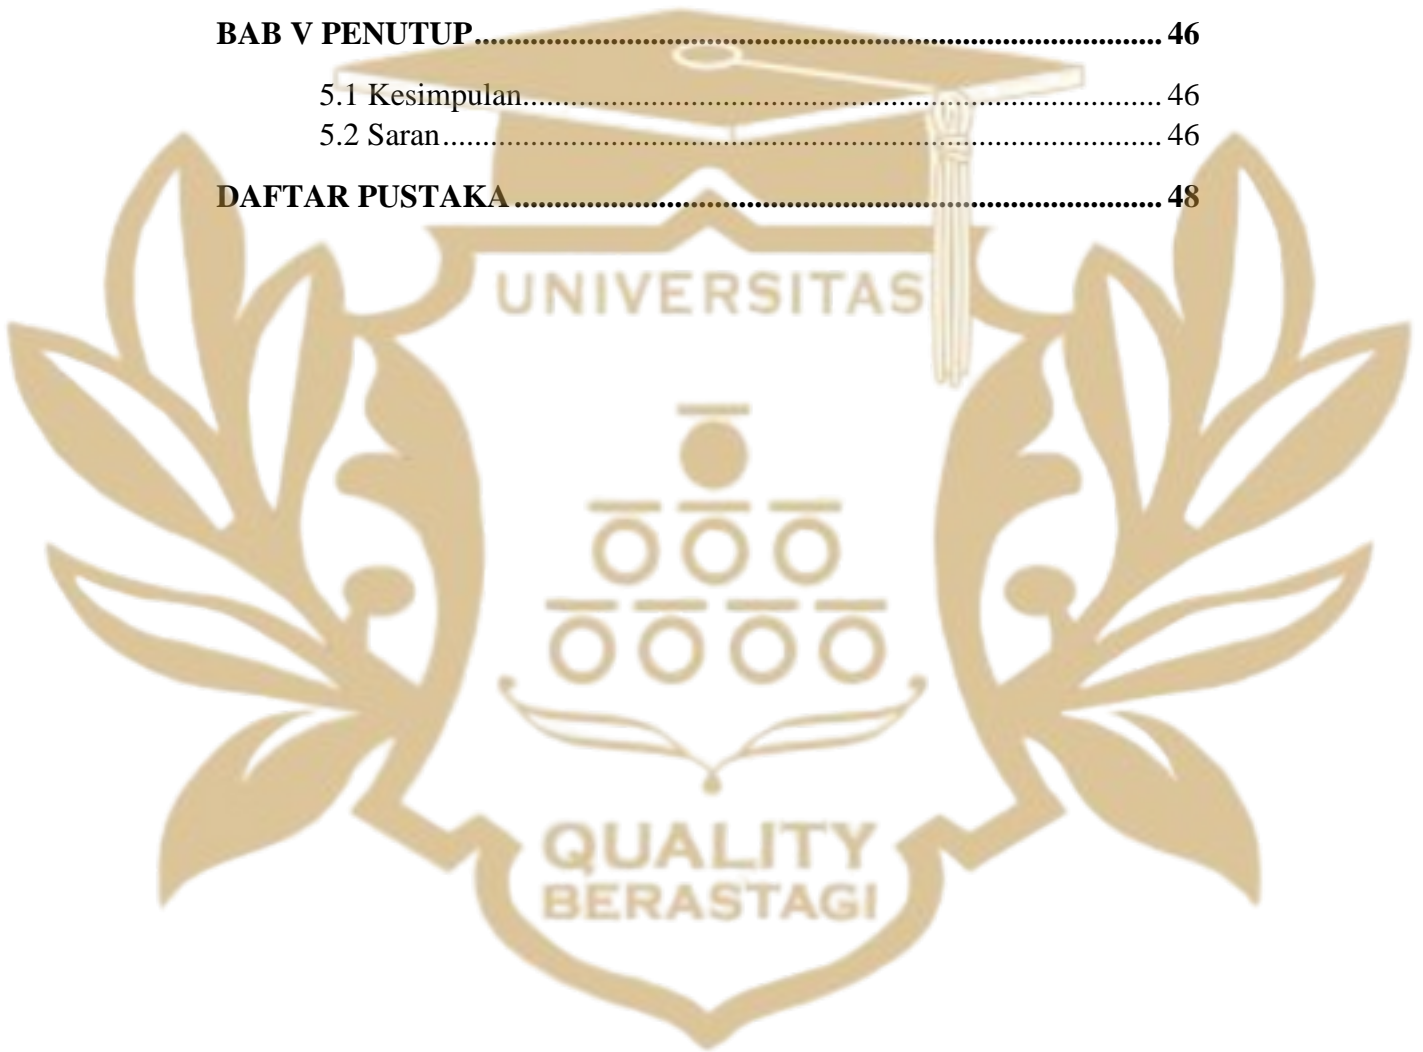 BAB V PENUTUP........................................................................................ 46
5.1 Kesimpulan................................................................................. 46
5.2 Saran........................................................................................... 46
DAFTAR PUSTAKA................................................................................... 48
UNIVERSITAS
QUALITY
BERASTAGI